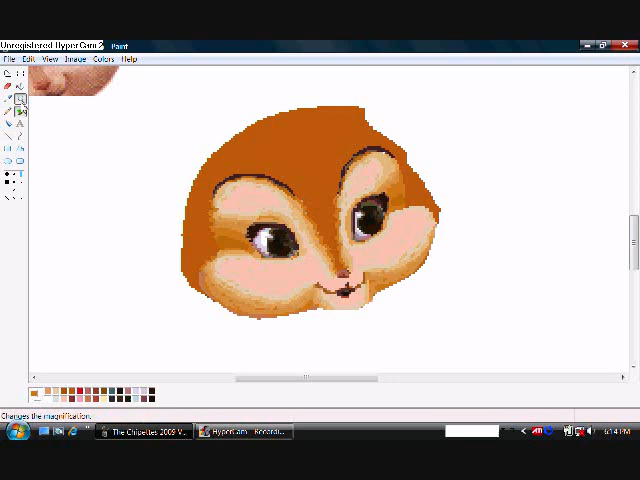 Unregistered HyperCam 2
Paint
File Edit View Image Colors Help
Changes the magnification.
The Chipettes 2009 V...
HyperCam - Recordi...
6:14 PM